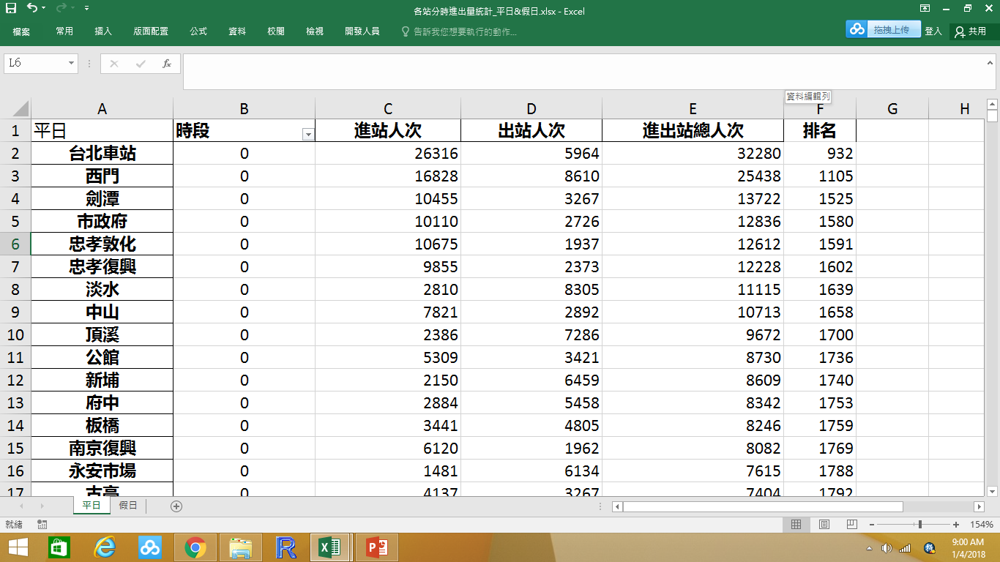 各站分時進出量統計_平日&假日.xlsx - Excel
檔案 常用 插入 版面配置 公式 資料 校閱 檢視 開發人員 告訴我您想要執行的動作... 拖拽上传 登入 共用
L6 fx
資料編輯列
A B C D E F G H
1 平日 時段 進站人次 出站人次 進出站總人次 排名
2 台北車站 0 26316 5964 32280 932
3 西門 0 16828 8610 25438 1105
4 劍潭 0 10455 3267 13722 1525
5 市政府 0 10110 2726 12836 1580
6 忠孝敦化 0 10675 1937 12612 1591
7 忠孝復興 0 9855 2373 12228 1602
8 淡水 0 2810 8305 11115 1639
9 中山 0 7821 2892 10713 1658
10 頂溪 0 2386 7286 9672 1700
11 公館 0 5309 3421 8730 1736
12 新埔 0 2150 6459 8609 1740
13 府中 0 2884 5458 8342 1753
14 板橋 0 3441 4805 8246 1759
15 南京復興 0 6120 1962 8082 1769
16 永安市場 0 1481 6134 7615 1788
17 古亭 0 4137 3267 7404 1792
平日 假日
就緒 154%
9:00 AM
1/4/2018